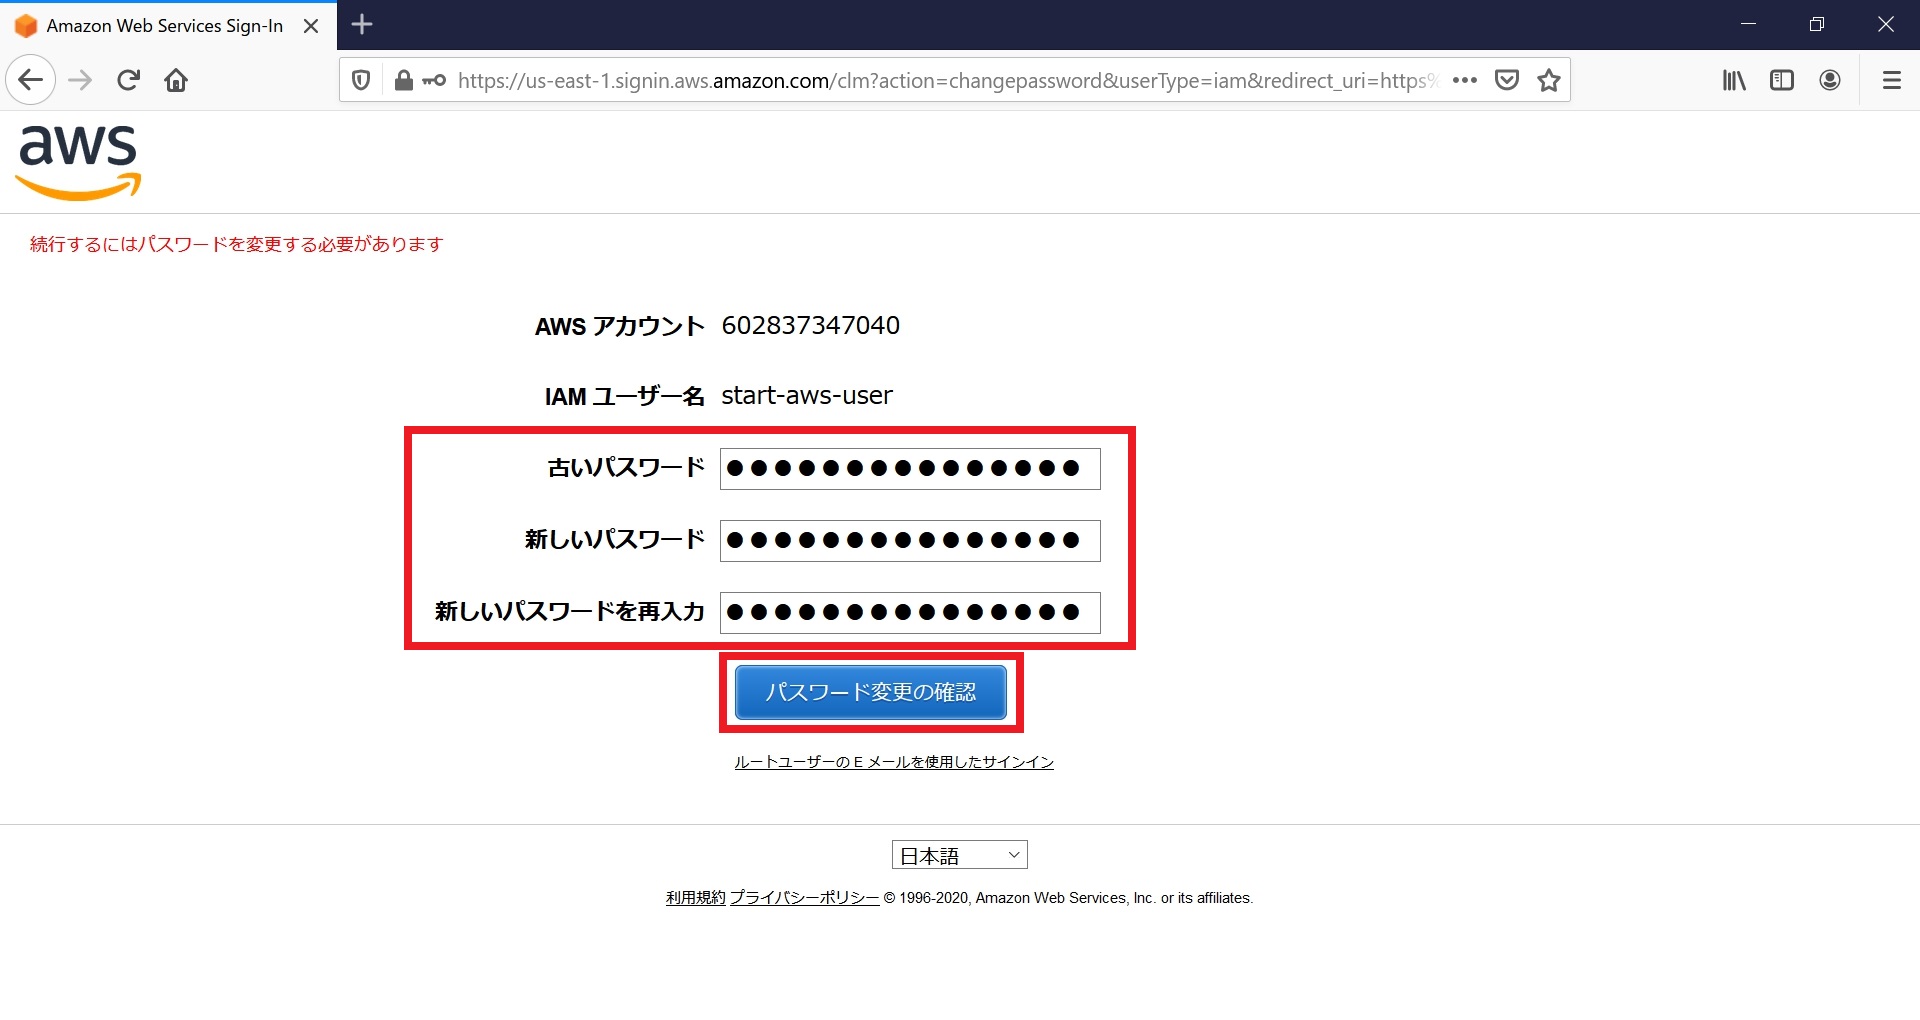 Amazon Web Services Sign-In
https://us-east-1.signin.aws.amazon.com/clm?action=changepassword&userType=iam&redirect_uri=https%
aws
続行するにはパスワードを変更する必要があります
AWS アカウント 602837347040
IAM ユーザー名 start-aws-user
古いパスワード ●●●●●●●●●●●●●●●
新しいパスワード ●●●●●●●●●●●●●●●
新しいパスワードを再入力 ●●●●●●●●●●●●●●●
パスワード変更の確認
ルートユーザーの E メールを使用したサインイン
日本語
利用規約 プライバシーポリシー © 1996-2020, Amazon Web Services, Inc. or its affiliates.